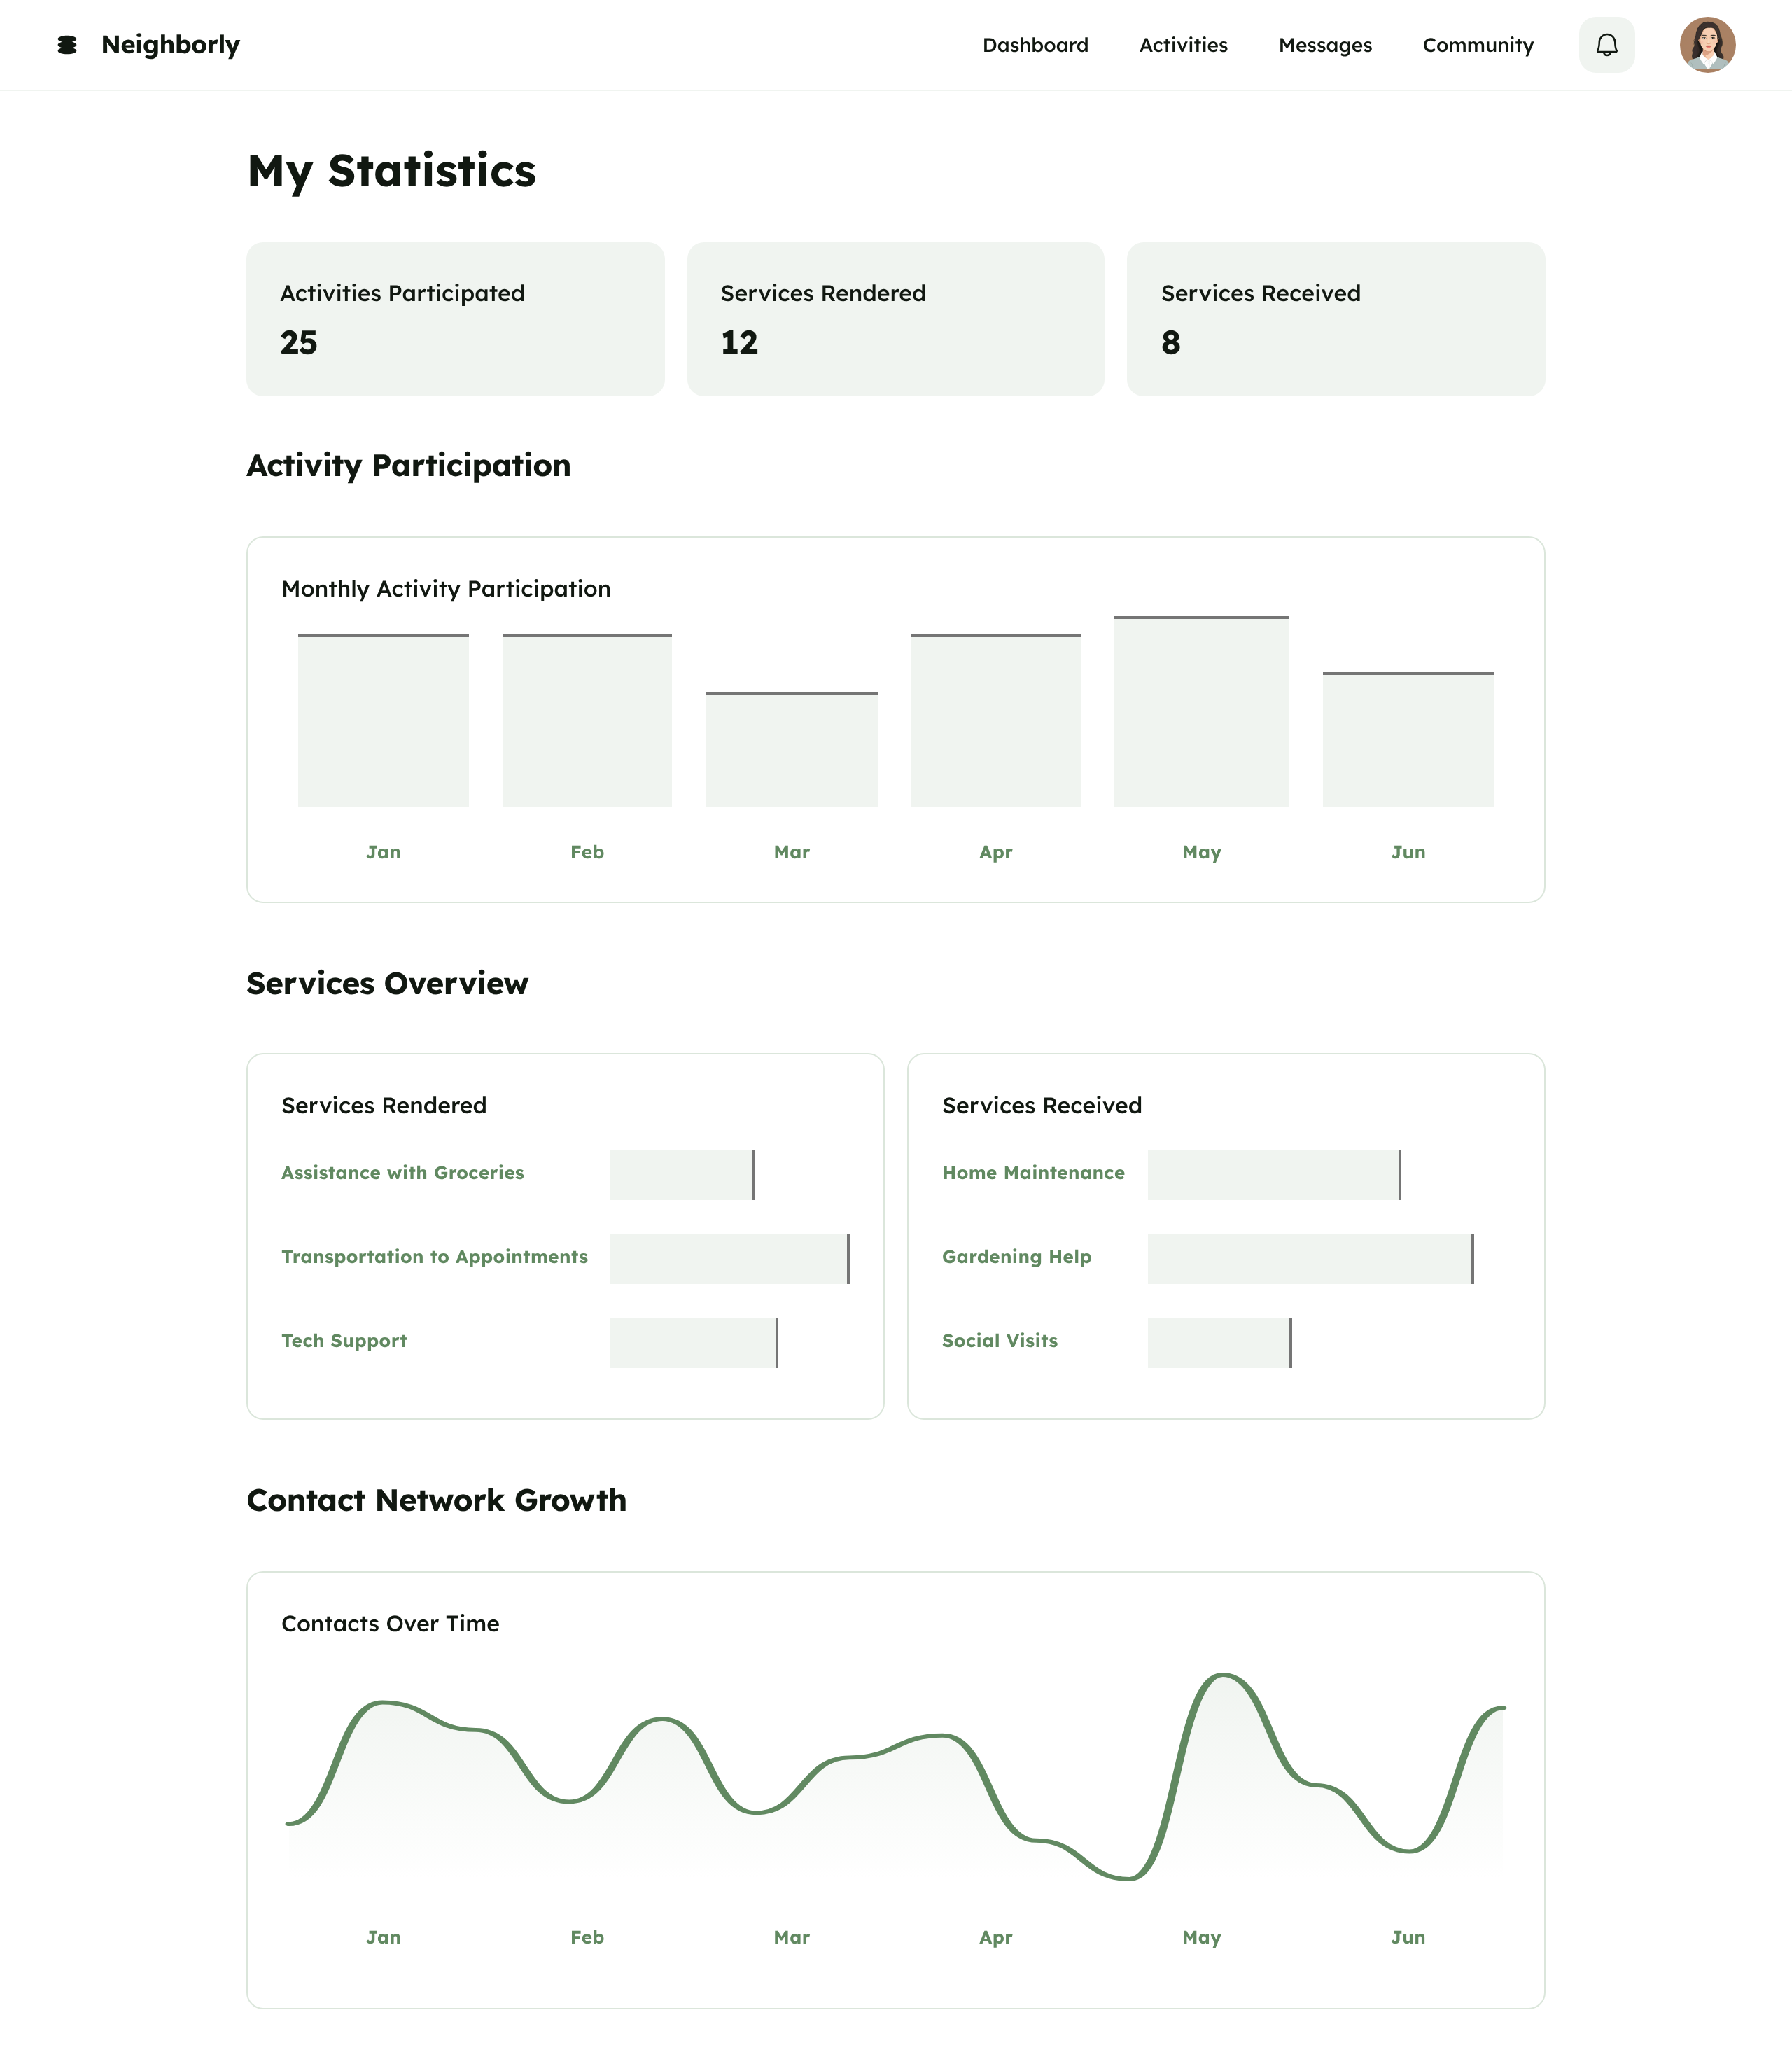 Neighborly
Dashboard Activities Messages Community
My Statistics
Activities Participated
25
Services Rendered
12
Services Received
8
Activity Participation
Monthly Activity Participation
Jan Feb Mar Apr May Jun
Services Overview
Services Rendered
Assistance with Groceries
Transportation to Appointments
Tech Support
Services Received
Home Maintenance
Gardening Help
Social Visits
Contact Network Growth
Contacts Over Time
Jan Feb Mar Apr May Jun